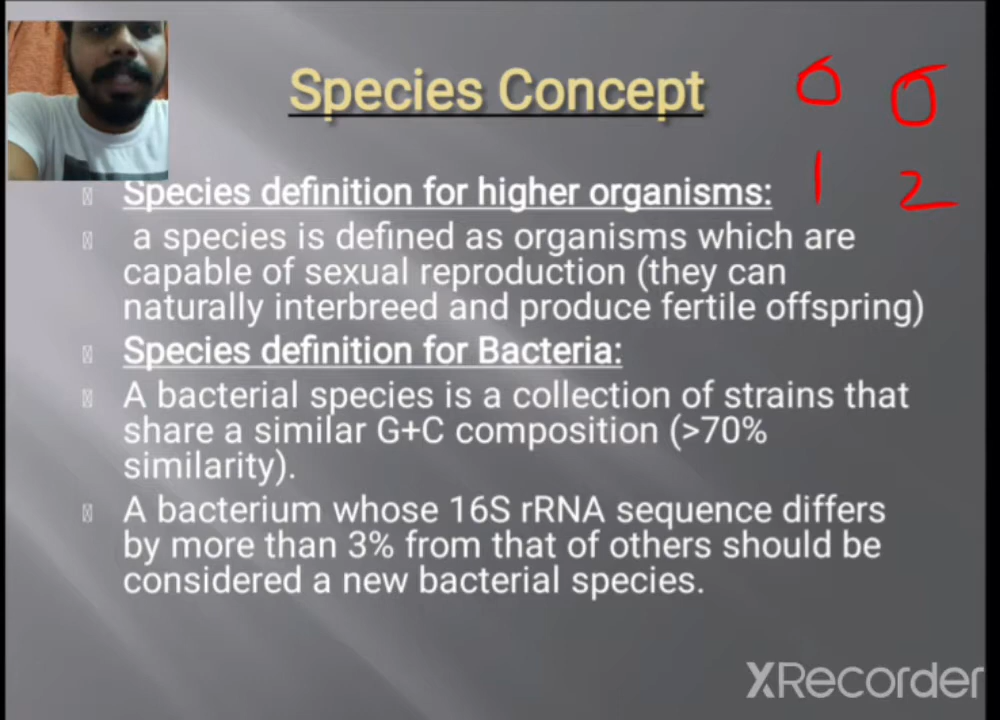 Species Concept
σ σ
1 2
Species definition for higher organisms:
a species is defined as organisms which are
capable of sexual reproduction (they can
naturally interbreed and produce fertile offspring)
Species definition for Bacteria:
A bacterial species is a collection of strains that
share a similar G+C composition (>70%
similarity).
A bacterium whose 16S rRNA sequence differs
by more than 3% from that of others should be
considered a new bacterial species.
XRecorder